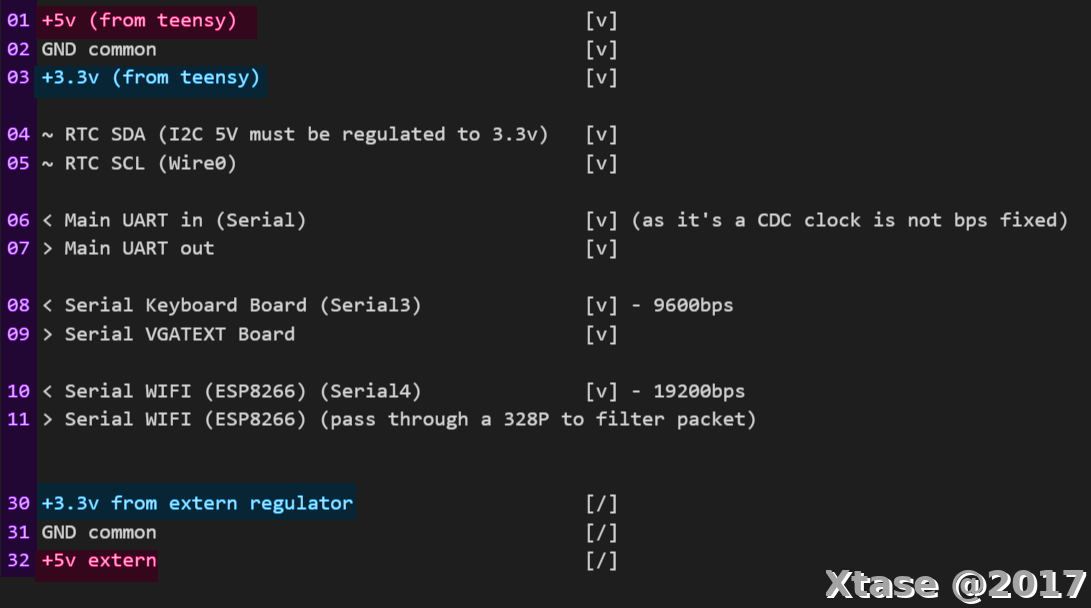 01 +5v (from teensy) [v]
02 GND common [v]
03 +3.3v (from teensy) [v]
04 ~ RTC SDA (I2C 5V must be regulated to 3.3v) [v]
05 ~ RTC SCL (Wire0) [v]
06 < Main UART in (Serial) [v] (as it's a CDC clock is not bps fixed)
07 > Main UART out [v]
08 < Serial Keyboard Board (Serial3) [v] - 9600bps
09 > Serial VGATEXT Board [v]
10 < Serial WIFI (ESP8266) (Serial4) [v] - 19200bps
11 > Serial WIFI (ESP8266) (pass through a 328P to filter packet)
30 +3.3v from extern regulator [/]
31 GND common [/]
32 +5v extern [/]
Xtase @2017